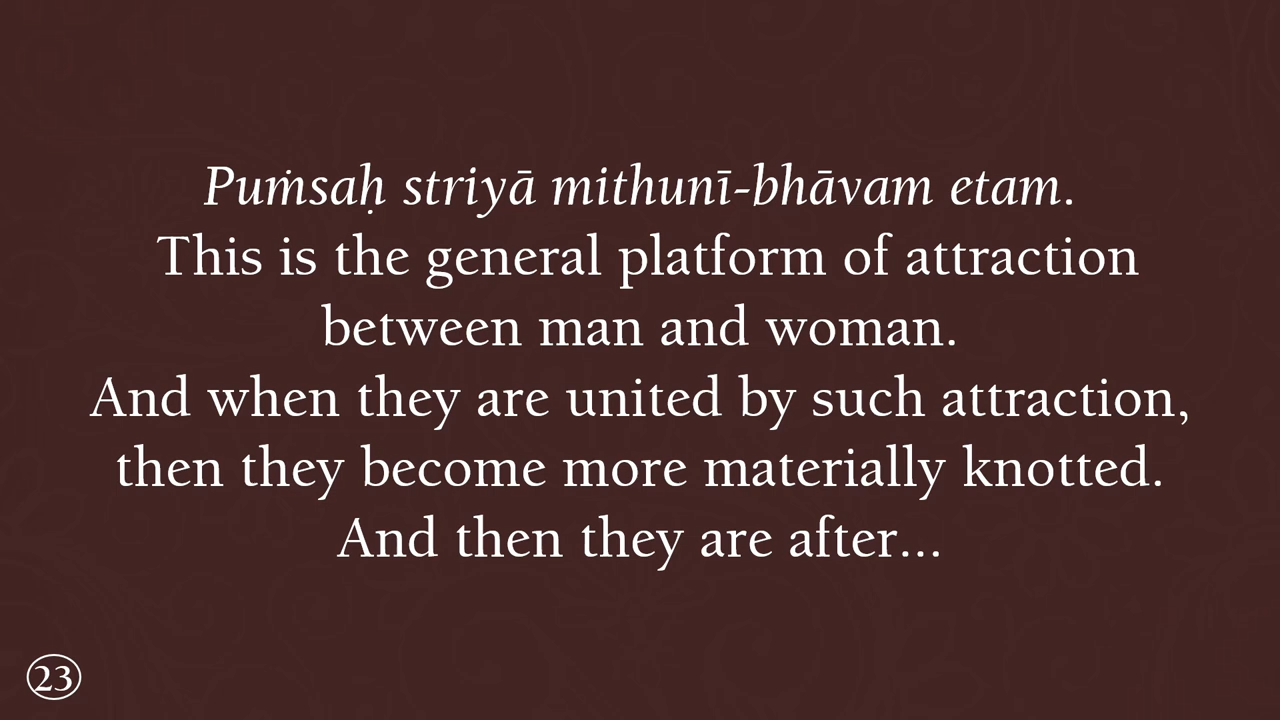 Puṁsaḥ striyā mithunī-bhāvam etam.
This is the general platform of attraction
between man and woman.
And when they are united by such attraction,
then they become more materially knotted.
And then they are after...
23